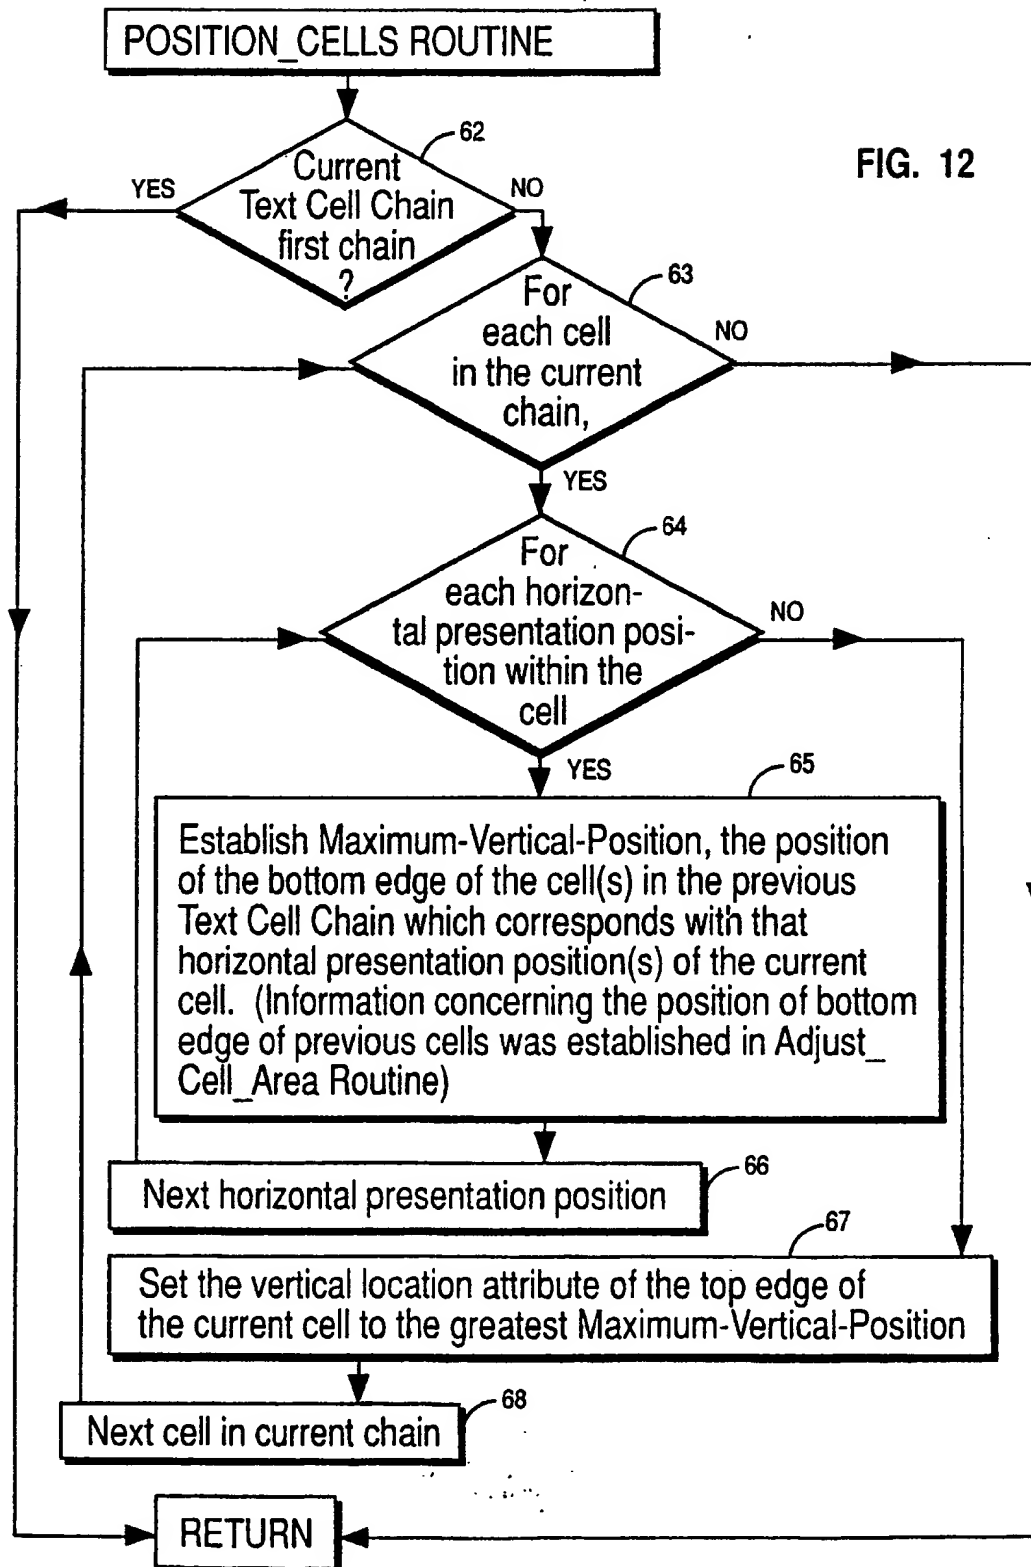 POSITION_CELLS ROUTINE
62
FIG. 12
Current
Text Cell Chain
first chain
?
YES
NO
63
For
each cell
in the current
chain,
NO
YES
64
For
each horizon-
tal presentation posi-
tion within the
cell
NO
YES
65
Establish Maximum-Vertical-Position, the position
of the bottom edge of the cell(s) in the previous
Text Cell Chain which corresponds with that
horizontal presentation position(s) of the current
cell. (Information concerning the position of bottom
edge of previous cells was established in Adjust_
Cell_Area Routine)
66
Next horizontal presentation position
67
Set the vertical location attribute of the top edge of
the current cell to the greatest Maximum-Vertical-Position
68
Next cell in current chain
RETURN